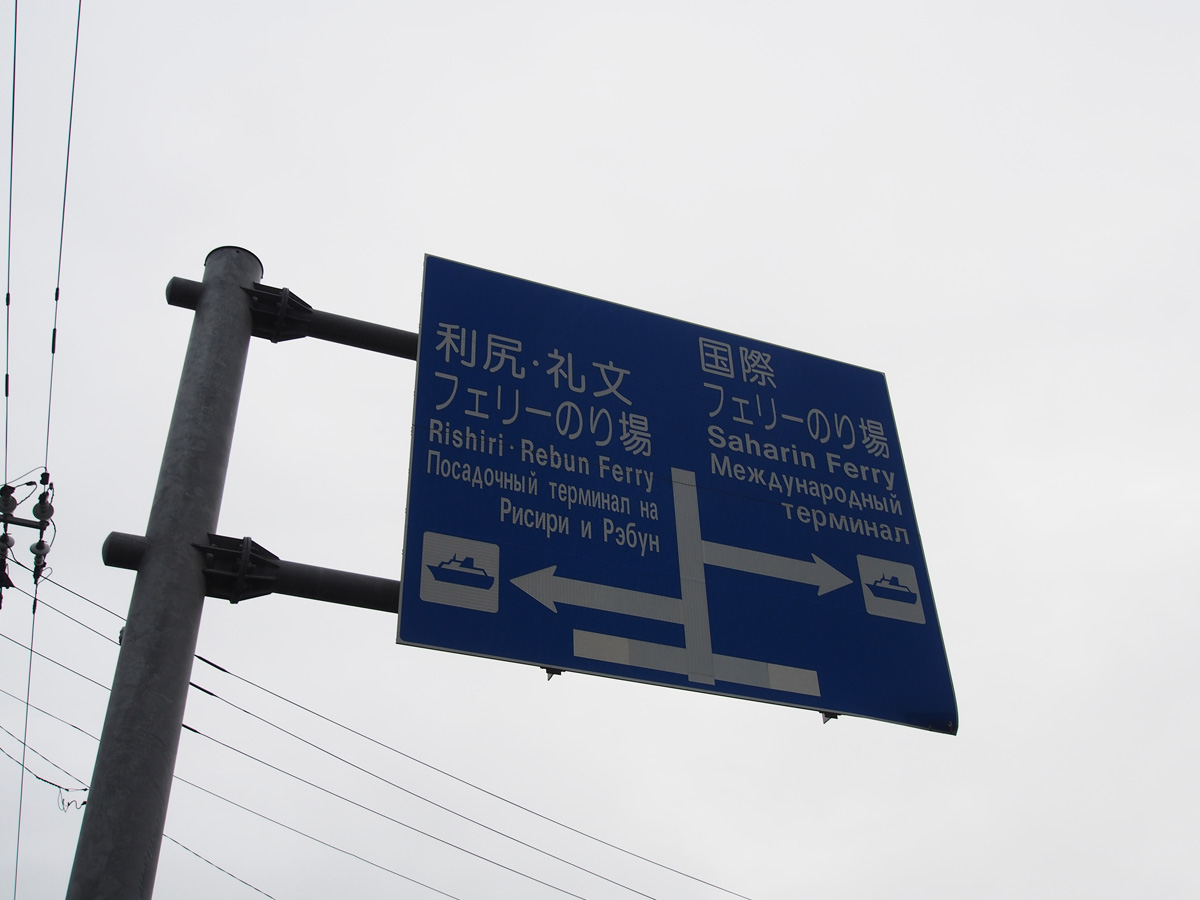 利尻・礼文
フェリーのり場
Rishiri・Rebun Ferry
Посадочный терминал на
Рисири и Рэбун
国際
フェリーのり場
Saharin Ferry
Международный
терминал